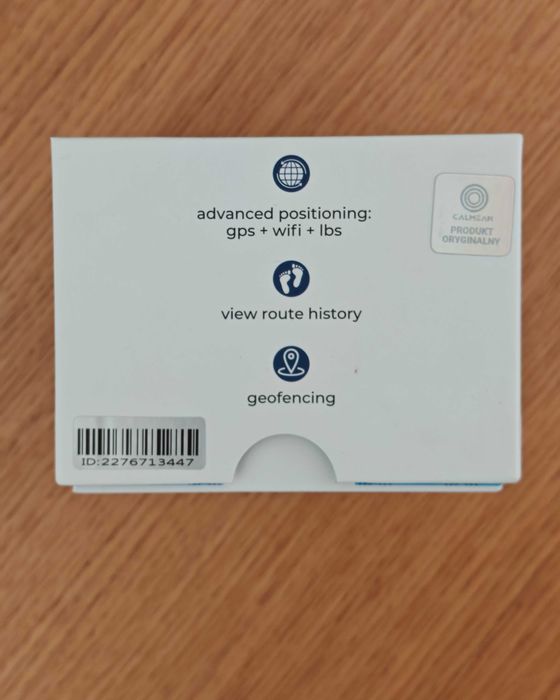 advanced positioning:
gps + wifi + lbs
CALMEAN
PRODUKT
ORYGINALNY
view route history
geofencing
ID:2276713447